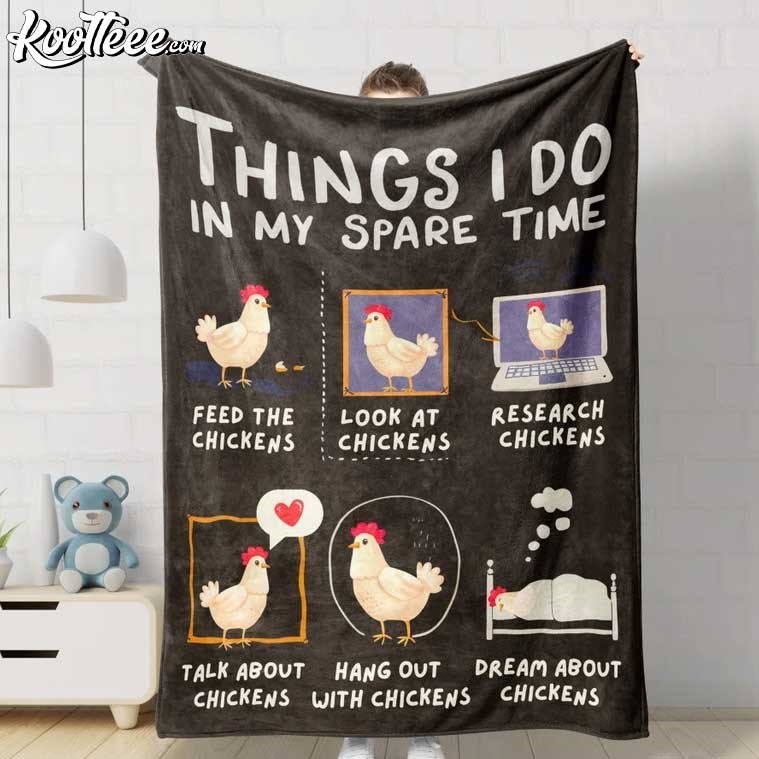 Koolteee.com
THINGS I DO
IN MY SPARE TIME
FEED THE
CHICKENS
LOOK AT
CHICKENS
RESEARCH
CHICKENS
TALK ABOUT
CHICKENS
HANG OUT
WITH CHICKENS
DREAM ABOUT
CHICKENS